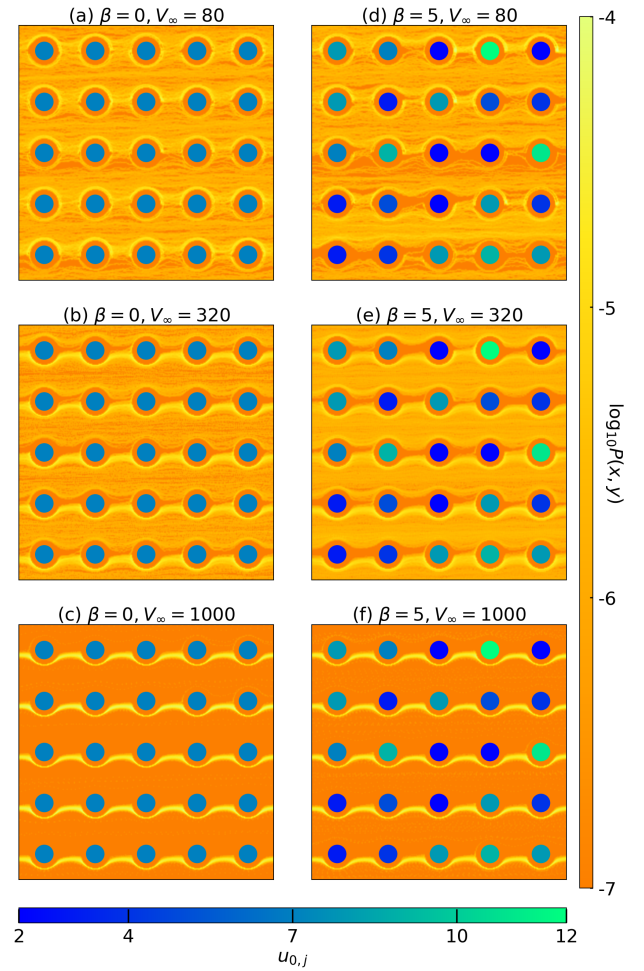 (a) β = 0, V∞ = 80
(d) β = 5, V∞ = 80
(b) β = 0, V∞ = 320
(e) β = 5, V∞ = 320
(c) β = 0, V∞ = 1000
(f) β = 5, V∞ = 1000
-4
-5
-6
-7
log₁₀P(x, y)
2 4 7 10 12
u₀,ⱼ